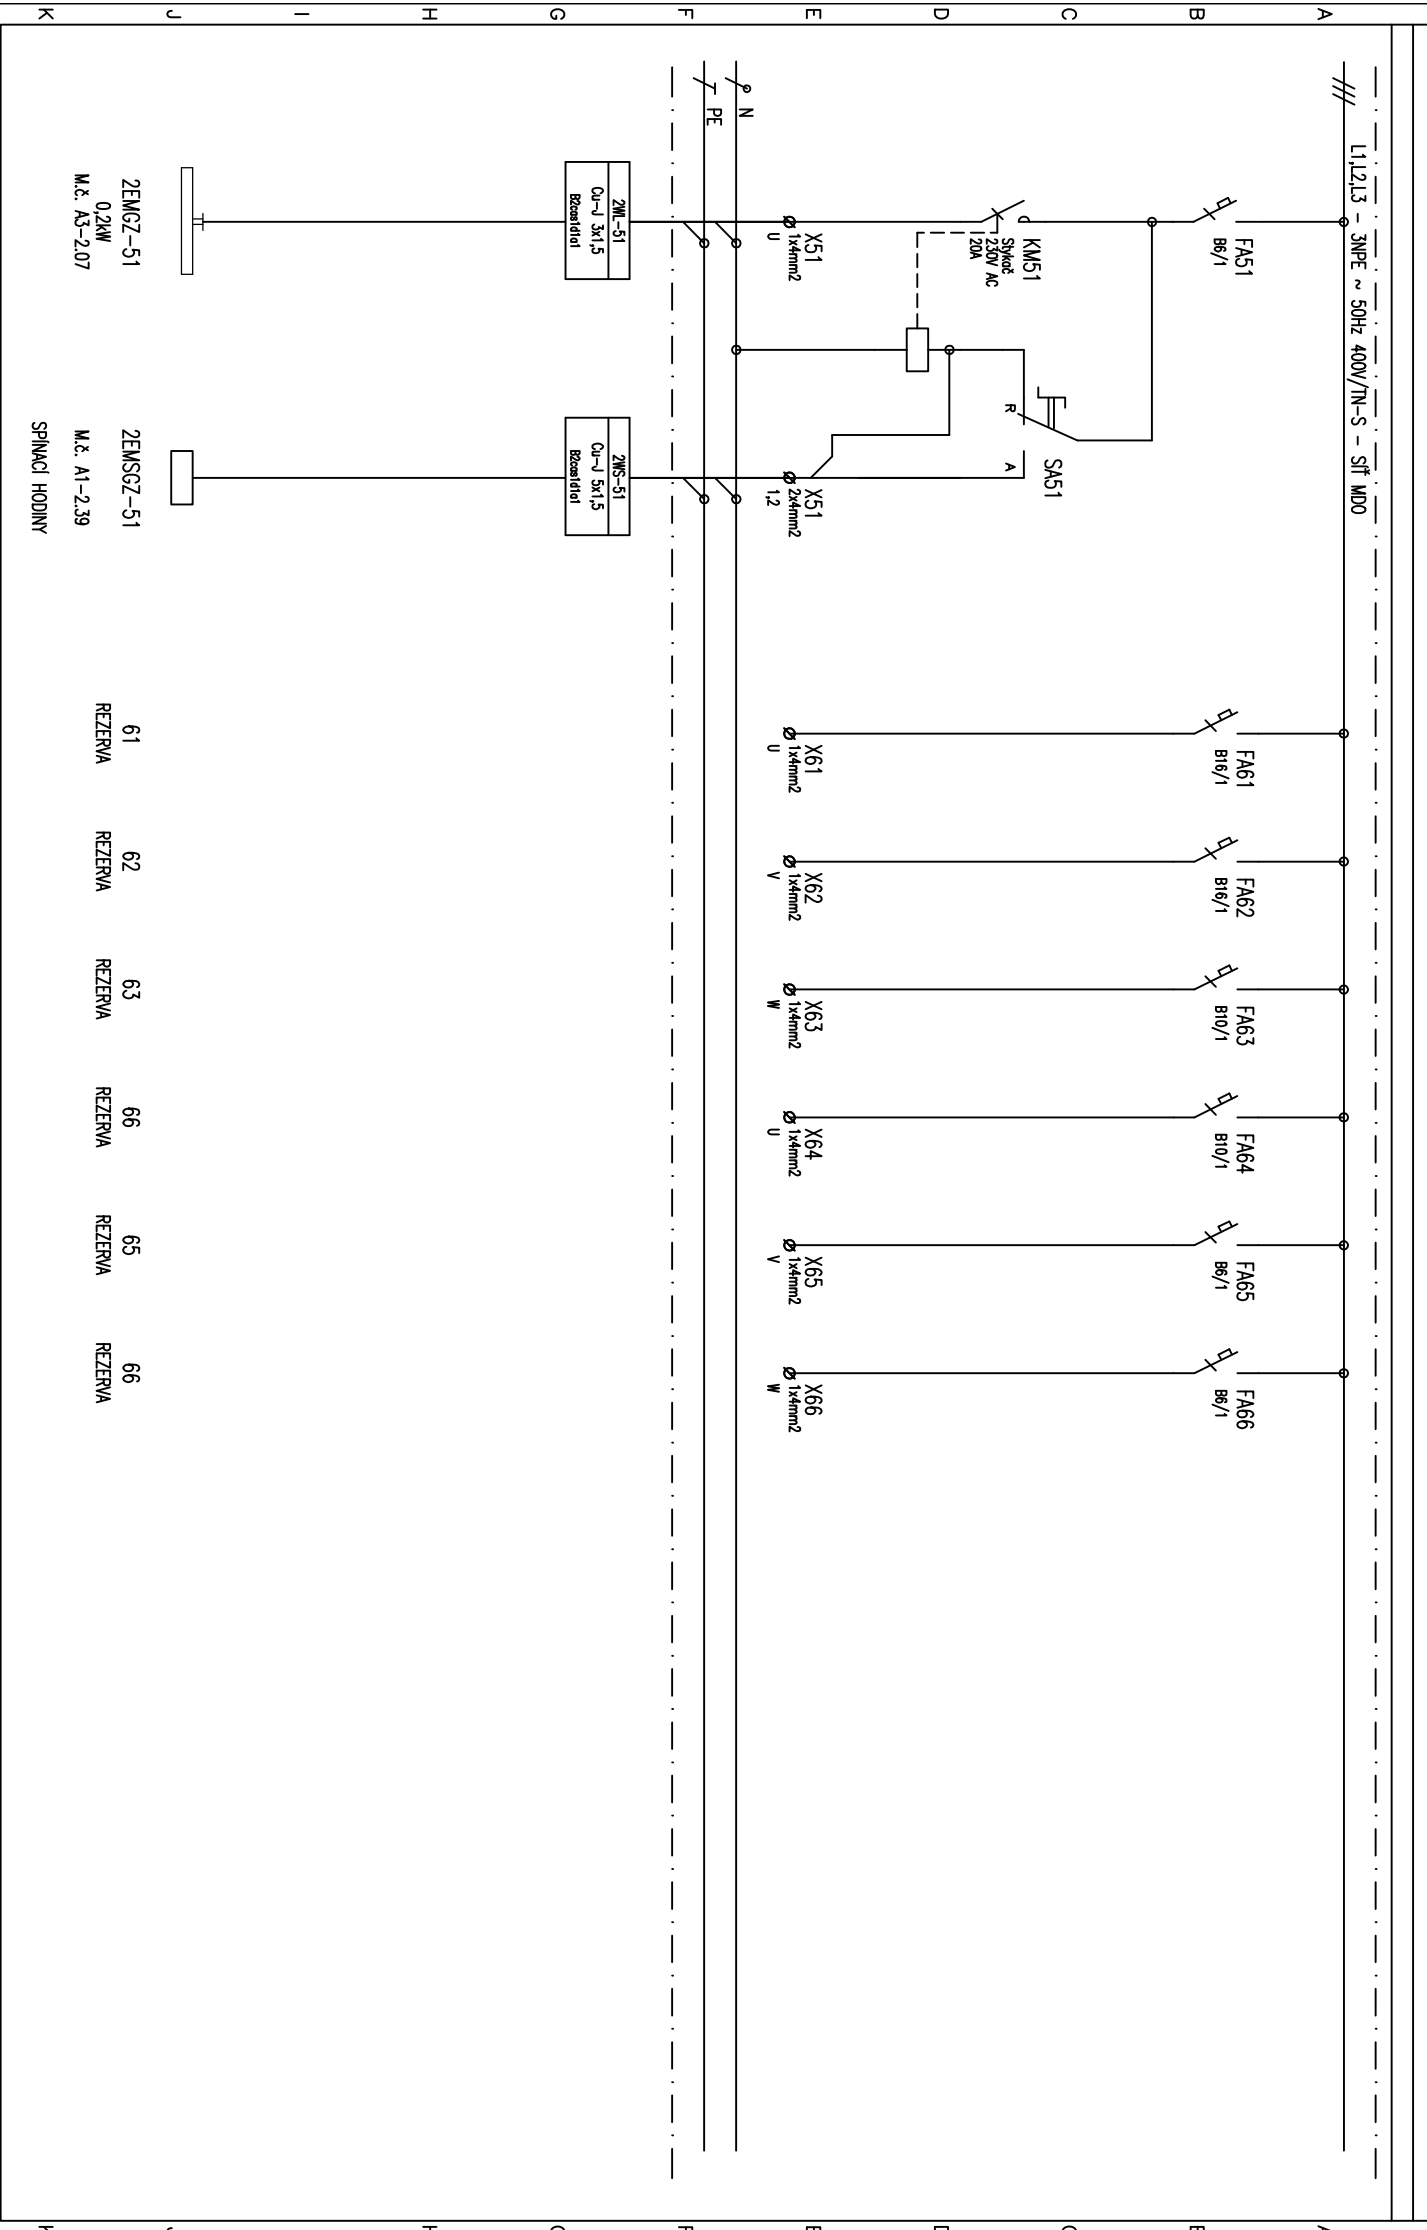 A
B
C
D
E
F
G
H
I
J
K
L1,L2,L3 - 3NPE ~ 50Hz 400V/TN-S - SÍŤ MDO
FA51
B6/1
FA61
B16/1
FA62
B16/1
FA63
B10/1
FA64
B10/1
FA65
B6/1
FA66
B6/1
KM51
Stykač
230V AC
20A
SA51
R
A
X51
1x4mm2
U
X51
2x4mm2
1,2
X61
1x4mm2
U
X62
1x4mm2
V
X63
1x4mm2
W
X64
1x4mm2
U
X65
1x4mm2
V
X66
1x4mm2
W
N
PE
2WL-51
Cu-J 3x1,5
B2cas1d1a1
2WS-51
Cu-J 5x1,5
B2cas1d1a1
2EMGZ-51
0,2kW
M.č. A3-2.07
2EMSGZ-51
M.č. A1-2.39
SPÍNACÍ HODINY
61
REZERVA
62
REZERVA
63
REZERVA
66
REZERVA
65
REZERVA
66
REZERVA